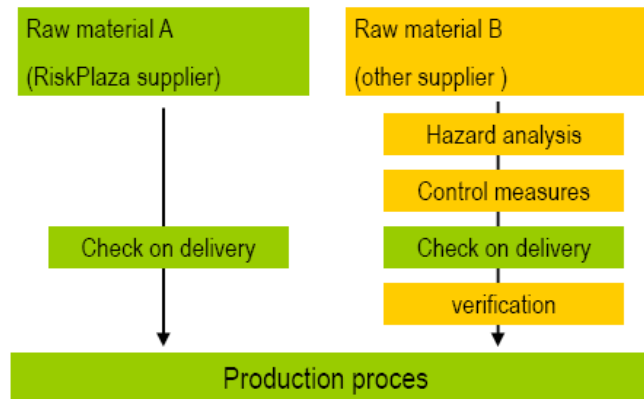 Raw material A
(RiskPlaza supplier)
Check on delivery
Raw material B
(other supplier )
Hazard analysis
Control measures
Check on delivery
verification
Production proces